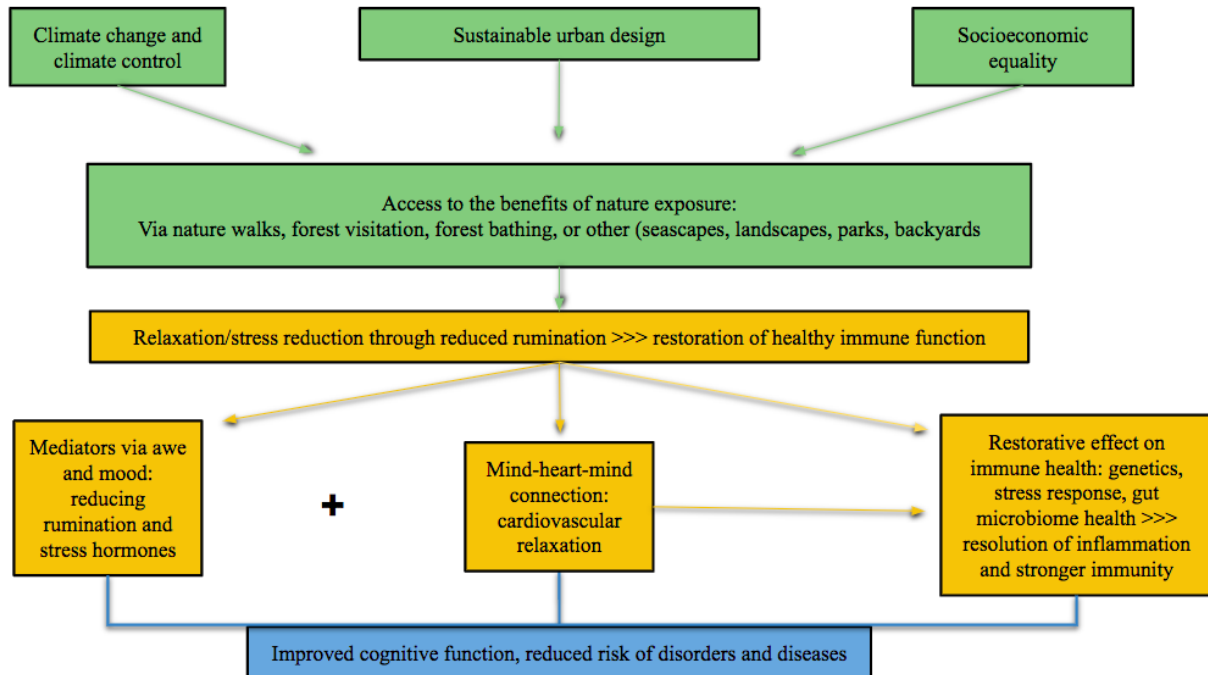 Climate change and
climate control
Sustainable urban design
Socioeconomic
equality
Access to the benefits of nature exposure:
Via nature walks, forest visitation, forest bathing, or other (seascapes, landscapes, parks, backyards
Relaxation/stress reduction through reduced rumination >>> restoration of healthy immune function
Mediators via awe
and mood:
reducing
rumination and
stress hormones
+
Mind-heart-mind
connection:
cardiovascular
relaxation
Restorative effect on
immune health: genetics,
stress response, gut
microbiome health >>>
resolution of inflammation
and stronger immunity
Improved cognitive function, reduced risk of disorders and diseases